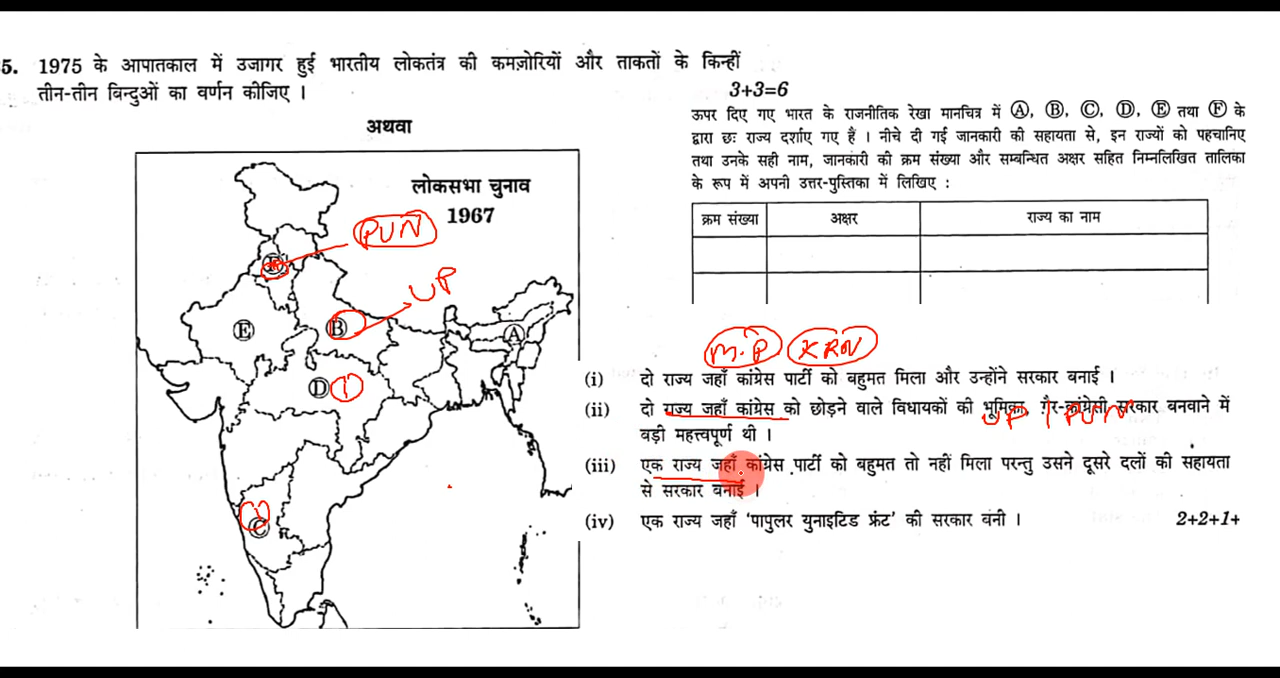 5. 1975 के आपातकाल में उजागर हुई भारतीय लोकतंत्र की कमज़ोरियों और ताकतों के किन्हीं
तीन-तीन बिन्दुओं का वर्णन कीजिए ।
3+3=6
अथवा
लोकसभा चुनाव
1967
PUN
UP
E
B
A
D
1
1
C
ऊपर दिए गए भारत के राजनीतिक रेखा मानचित्र में A, B, C, D, E तथा F के
द्वारा छः राज्य दर्शाए गए हैं । नीचे दी गई जानकारी की सहायता से, इन राज्यों को पहचानिए
तथा उनके सही नाम, जानकारी की क्रम संख्या और सम्बन्धित अक्षर सहित निम्नलिखित तालिका
के रूप में अपनी उत्तर-पुस्तिका में लिखिए :
क्रम संख्या अक्षर राज्य का नाम
M.P KRN
(i) दो राज्य जहाँ कांग्रेस पार्टी को बहुमत मिला और उन्होंने सरकार बनाई ।
(ii) दो राज्य जहाँ कांग्रेस को छोड़ने वाले विधायकों की भूमिका, ग़ैर-कांग्रेसी सरकार बनवाने में
UP | PUN
बड़ी महत्त्वपूर्ण थी ।
(iii) एक राज्य जहाँ कांग्रेस पार्टी को बहुमत तो नहीं मिला परन्तु उसने दूसरे दलों की सहायता
से सरकार बनाई ।
(iv) एक राज्य जहाँ 'पापुलर युनाइटिड फ्रंट' की सरकार बनी । 2+2+1+